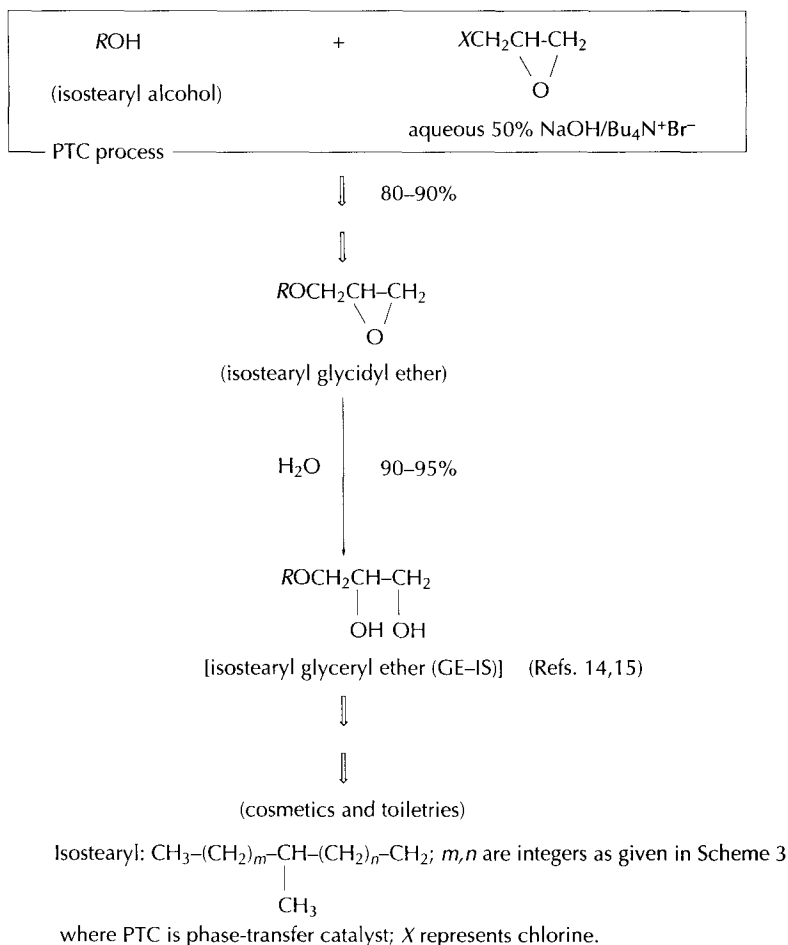 ROH + XCH₂CH-CH₂
\ /
(isostearyl alcohol) O
aqueous 50% NaOH/Bu₄N⁺Br⁻
PTC process
80–90%
ROCH₂CH–CH₂
\ /
O
(isostearyl glycidyl ether)
H₂O 90–95%
ROCH₂CH–CH₂
| |
OH OH
[isostearyl glyceryl ether (GE–IS)] (Refs. 14,15)
(cosmetics and toiletries)
Isostearyl: CH₃–(CH₂)m–CH–(CH₂)n–CH₂; m,n are integers as given in Scheme 3
|
CH₃
where PTC is phase-transfer catalyst; X represents chlorine.